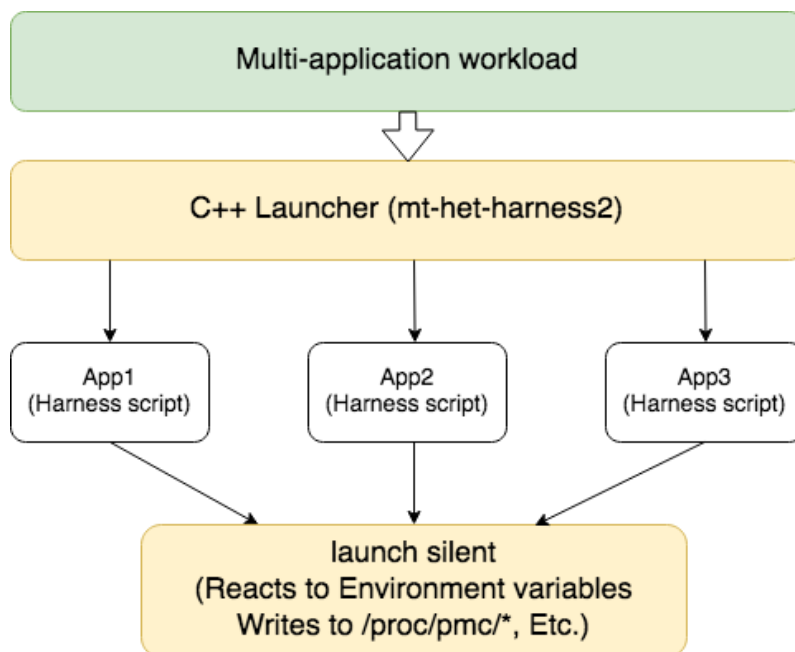 Multi-application workload
C++ Launcher (mt-het-harness2)
App1
(Harness script)
App2
(Harness script)
App3
(Harness script)
launch silent
(Reacts to Environment variables
Writes to /proc/pmc/*, Etc.)